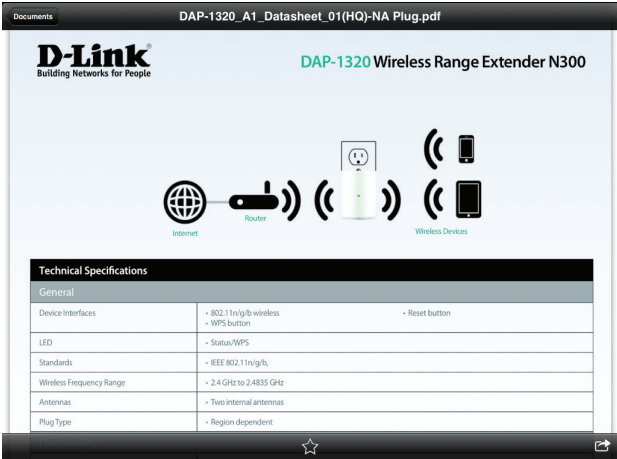 Documents
DAP-1320_A1_Datasheet_01(HQ)-NA Plug.pdf
D-Link®
Building Networks for People
DAP-1320 Wireless Range Extender N300
Internet
Router
Wireless Devices
Technical Specifications
General
Device Interfaces
• 802.11n/g/b wireless
• WPS button
• Reset button
LED
• Status/WPS
Standards
• IEEE 802.11n/g/b,
Wireless Frequency Range
• 2.4 GHz to 2.4835 GHz
Antennas
• Two internal antennas
Plug Type
• Region dependent
Functionality